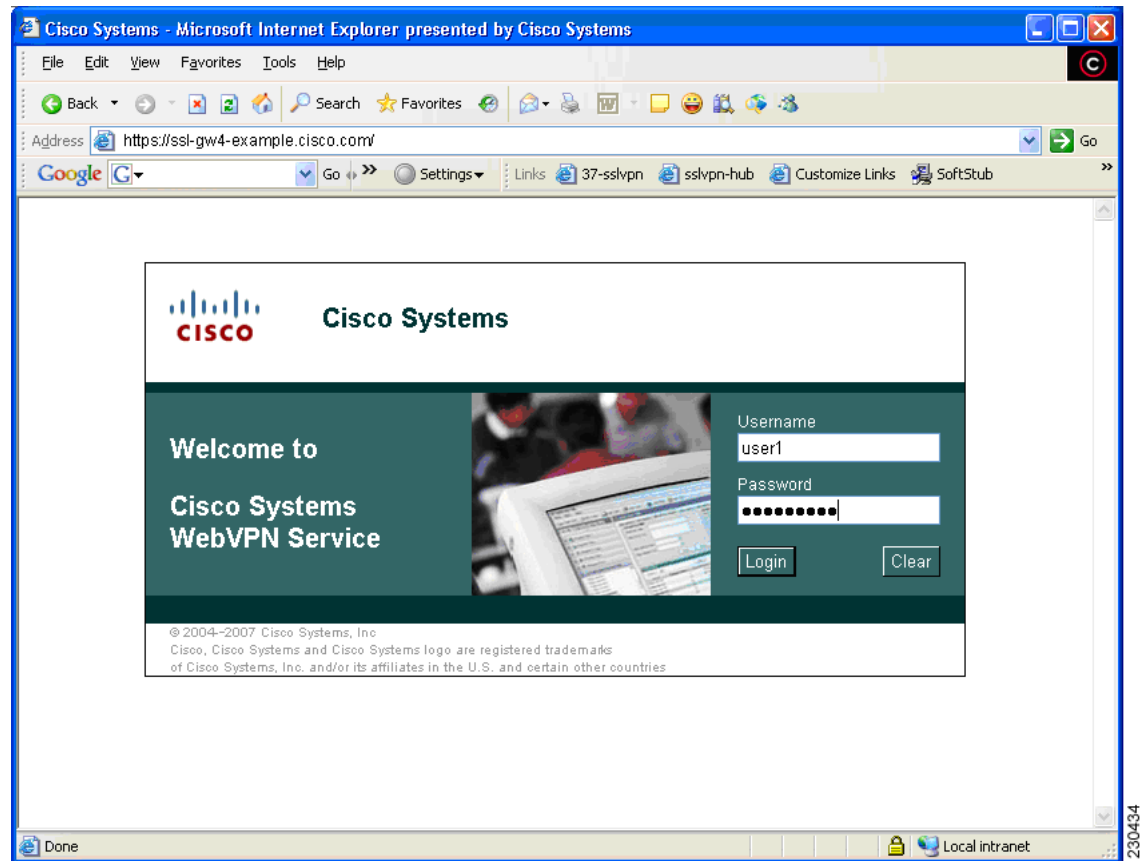 Cisco Systems - Microsoft Internet Explorer presented by Cisco Systems
File Edit View Favorites Tools Help
Back Search Favorites
Address https://ssl-gw4-example.cisco.com/ Go
Google G Go Settings Links 37-sslvpn sslvpn-hub Customize Links SoftStub
CISCO
Cisco Systems
Welcome to
Cisco Systems
WebVPN Service
Username
user1
Password
•••••••••
Login Clear
© 2004--2007 Cisco Systems, Inc
Cisco, Cisco Systems and Cisco Systems logo are registered trademarks
of Cisco Systems, Inc. and/or its affiliates in the U.S. and certain other countries
Done Local intranet
230434